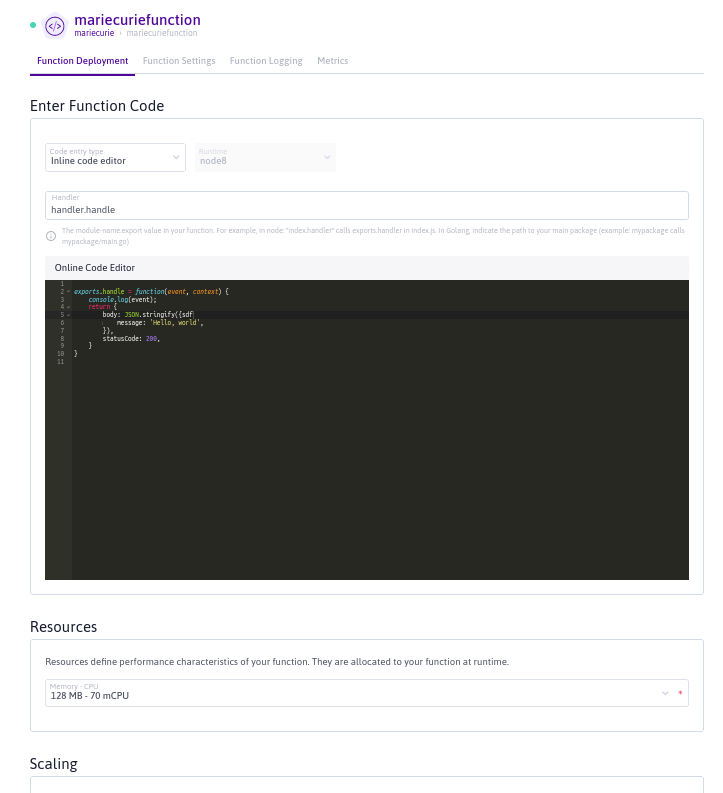 mariecuriefunction
mariecurie › mariecuriefunction
Function Deployment Function Settings Function Logging Metrics
Enter Function Code
Code entry type
Inline code editor
Runtime
node8
Handler
handler.handle
The module-name.export value in your function. For example, in node: "index.handler" calls exports.handler in index.js. In Golang, indicate the path to your main package (example: mypackage calls
mypackage/main.go)
Online Code Editor
1
2 exports.handle = function(event, context) {
3 console.log(event);
4 return {
5 body: JSON.stringify({sdf
6 message: 'Hello, world',
7 }),
8 statusCode: 200,
9 }
10 }
11
Resources
Resources define performance characteristics of your function. They are allocated to your function at runtime.
Memory - CPU
128 MB - 70 mCPU
*
Scaling